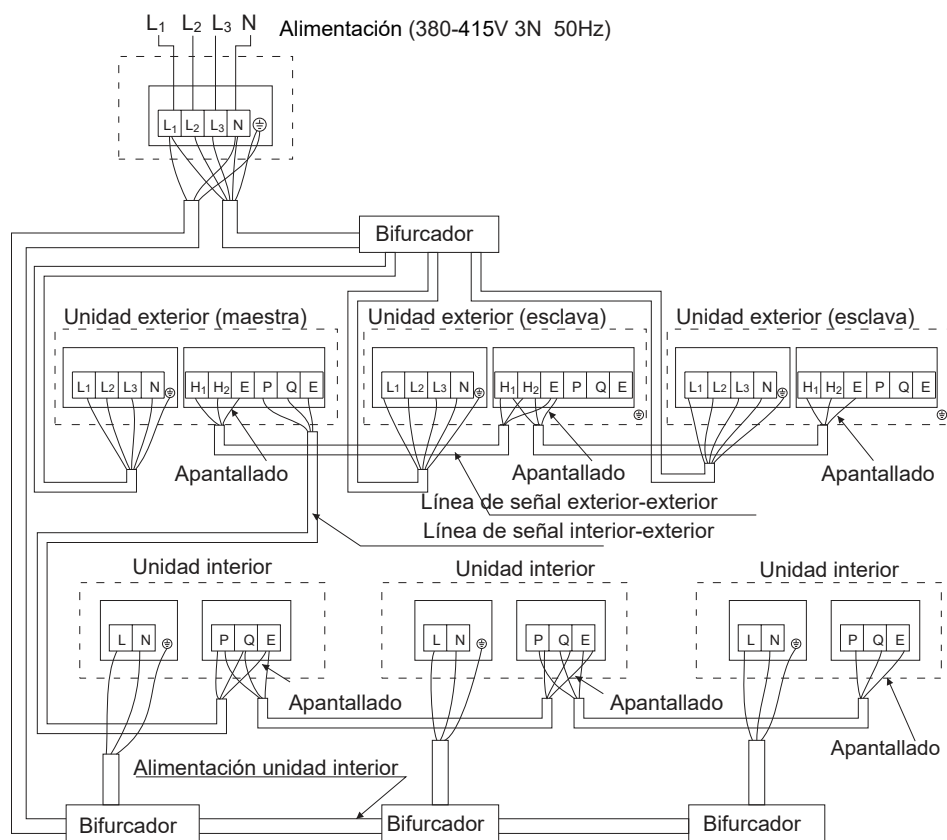 L₁ L₂ L₃ N Alimentación (380-415V 3N 50Hz)
L₁ L₂ L₃ N
Bifurcador
Unidad exterior (maestra) Unidad exterior (esclava) Unidad exterior (esclava)
L₁ L₂ L₃ N H₁ H₂ E P Q E L₁ L₂ L₃ N H₁ H₂ E P Q E L₁ L₂ L₃ N H₁ H₂ E P Q E
Apantallado Apantallado Apantallado
Línea de señal exterior-exterior
Línea de señal interior-exterior
Unidad interior Unidad interior Unidad interior
L N P Q E L N P Q E L N P Q E
Apantallado Apantallado Apantallado
Alimentación unidad interior
Bifurcador Bifurcador Bifurcador